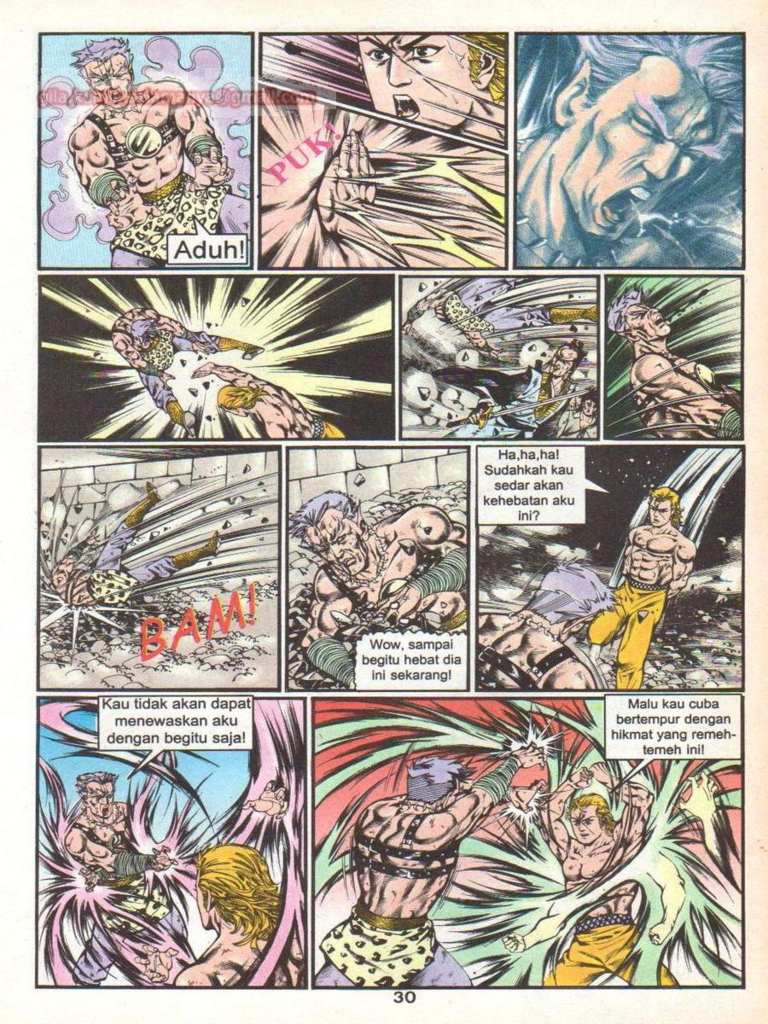 Aduh!
PUK!
Ha,ha,ha!
Sudahkah kau
sedar akan
kehebatan aku
ini?
BAM!
Wow, sampai
begitu hebat dia
ini sekarang!
Kau tidak akan dapat
menewaskan aku
dengan begitu saja!
Malu kau cuba
bertempur dengan
hikmat yang remeh-
temeh ini!
30